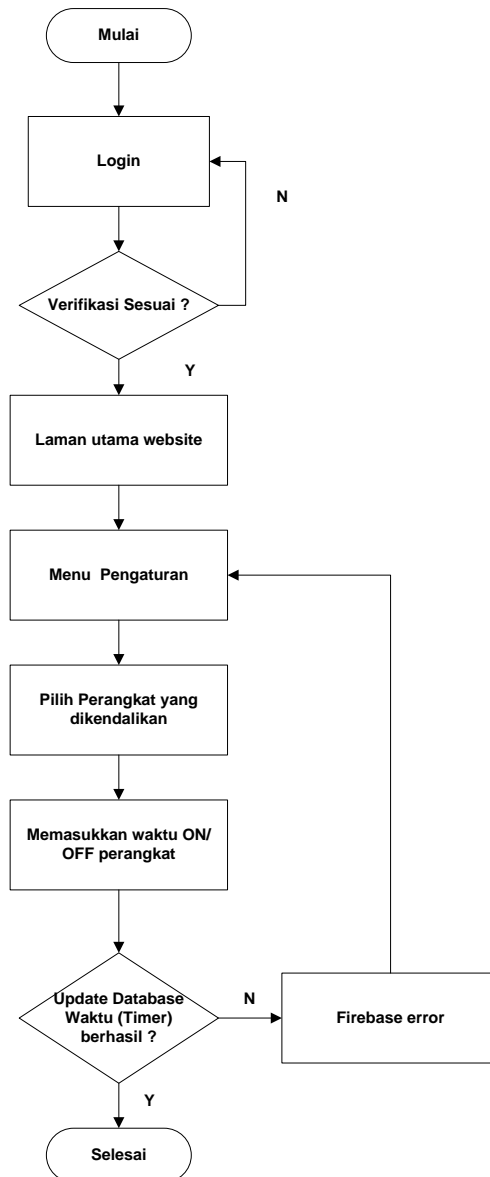 Mulai
Login
N
Verifikasi Sesuai ?
Y
Laman utama website
Menu Pengaturan
Pilih Perangkat yang
dikendalikan
Memasukkan waktu ON/
OFF perangkat
Update Database
Waktu (Timer)
berhasil ?
N
Firebase error
Y
Selesai